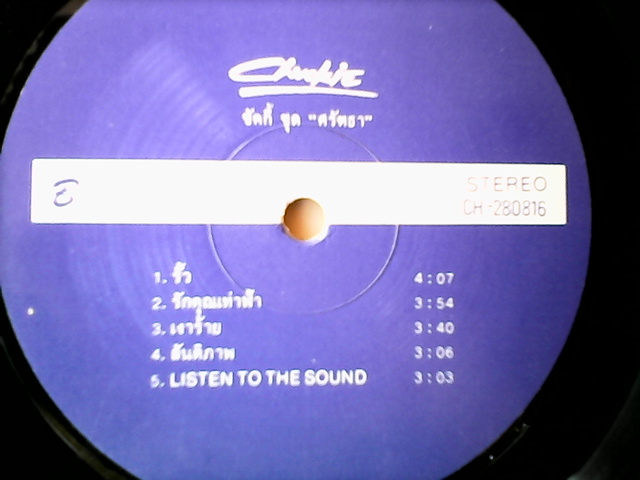 Chuckie
ชัคกี้ ชุด "ศรัทธา"
STEREO
CH-280816
1. รั้ว 4:07
2. รักคุณเท่าฟ้า 3:54
3. เงาร้าย 3:40
4. สันติภาพ 3:06
5. LISTEN TO THE SOUND 3:03